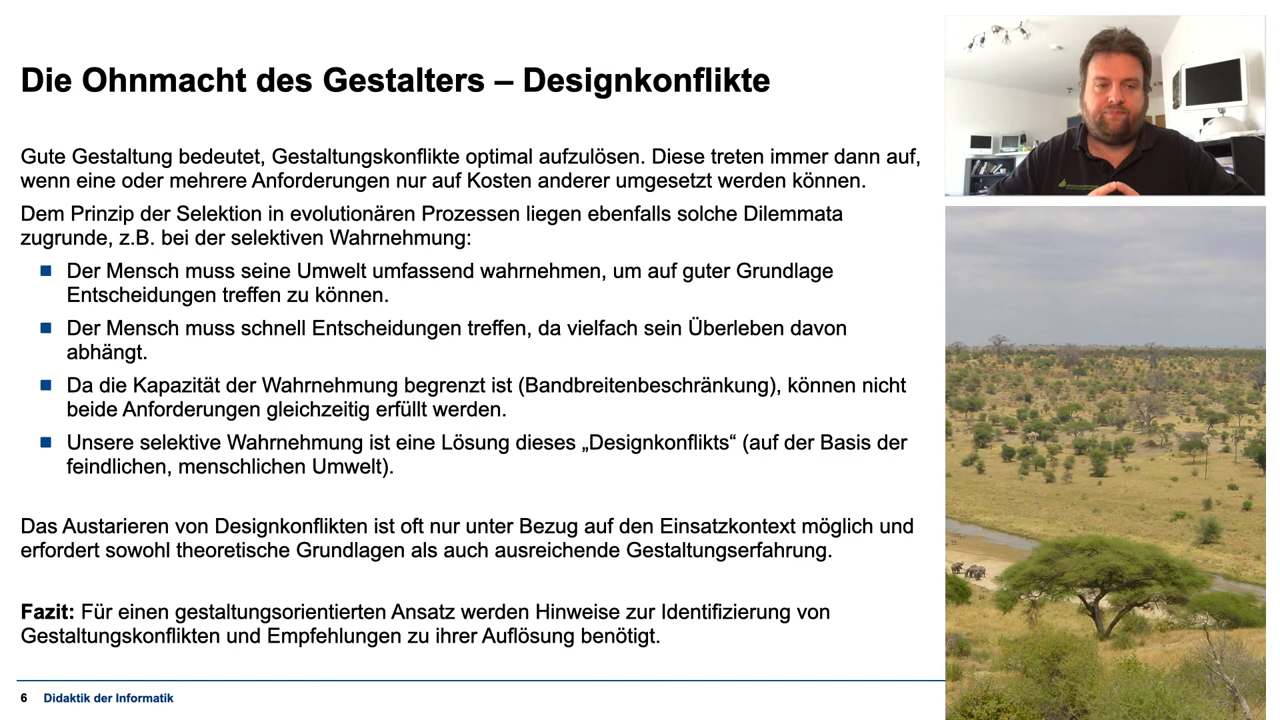 Die Ohnmacht des Gestalters – Designkonflikte
Gute Gestaltung bedeutet, Gestaltungskonflikte optimal aufzulösen. Diese treten immer dann auf,
wenn eine oder mehrere Anforderungen nur auf Kosten anderer umgesetzt werden können.
Dem Prinzip der Selektion in evolutionären Prozessen liegen ebenfalls solche Dilemmata
zugrunde, z.B. bei der selektiven Wahrnehmung:
Der Mensch muss seine Umwelt umfassend wahrnehmen, um auf guter Grundlage
Entscheidungen treffen zu können.
Der Mensch muss schnell Entscheidungen treffen, da vielfach sein Überleben davon
abhängt.
Da die Kapazität der Wahrnehmung begrenzt ist (Bandbreitenbeschränkung), können nicht
beide Anforderungen gleichzeitig erfüllt werden.
Unsere selektive Wahrnehmung ist eine Lösung dieses „Designkonflikts“ (auf der Basis der
feindlichen, menschlichen Umwelt).
Das Austarieren von Designkonflikten ist oft nur unter Bezug auf den Einsatzkontext möglich und
erfordert sowohl theoretische Grundlagen als auch ausreichende Gestaltungserfahrung.
Fazit: Für einen gestaltungsorientierten Ansatz werden Hinweise zur Identifizierung von
Gestaltungskonflikten und Empfehlungen zu ihrer Auflösung benötigt.
6 Didaktik der Informatik